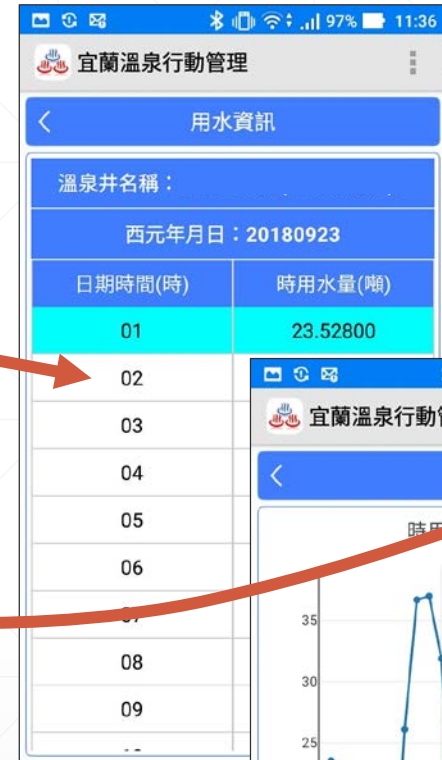 97% 11:36
宜蘭溫泉行動管理
用水資訊
溫泉井名稱：
西元年月日：20180923
日期時間(時) 時用水量(噸)
01 23.52800
02
03
04
05
06
08
09
宜蘭溫泉行動
時用
35
30
25